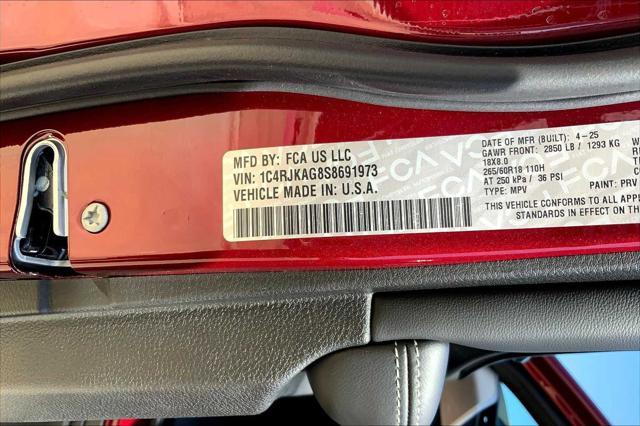 MFD BY: FCA US LLC
VIN: 1C4RJKAG8S8691973
VEHICLE MADE IN U.S.A.
DATE OF MFR (BUILT): 4-25
GAWR FRONT: 2850 LB / 1293 KG
18X8.0
265/60R18 110H
AT 250 kPa / 36 PSI
TYPE: MPV
PAINT: PRV
THIS VEHICLE CONFORMS TO ALL APPL
STANDARDS IN EFFECT ON THE